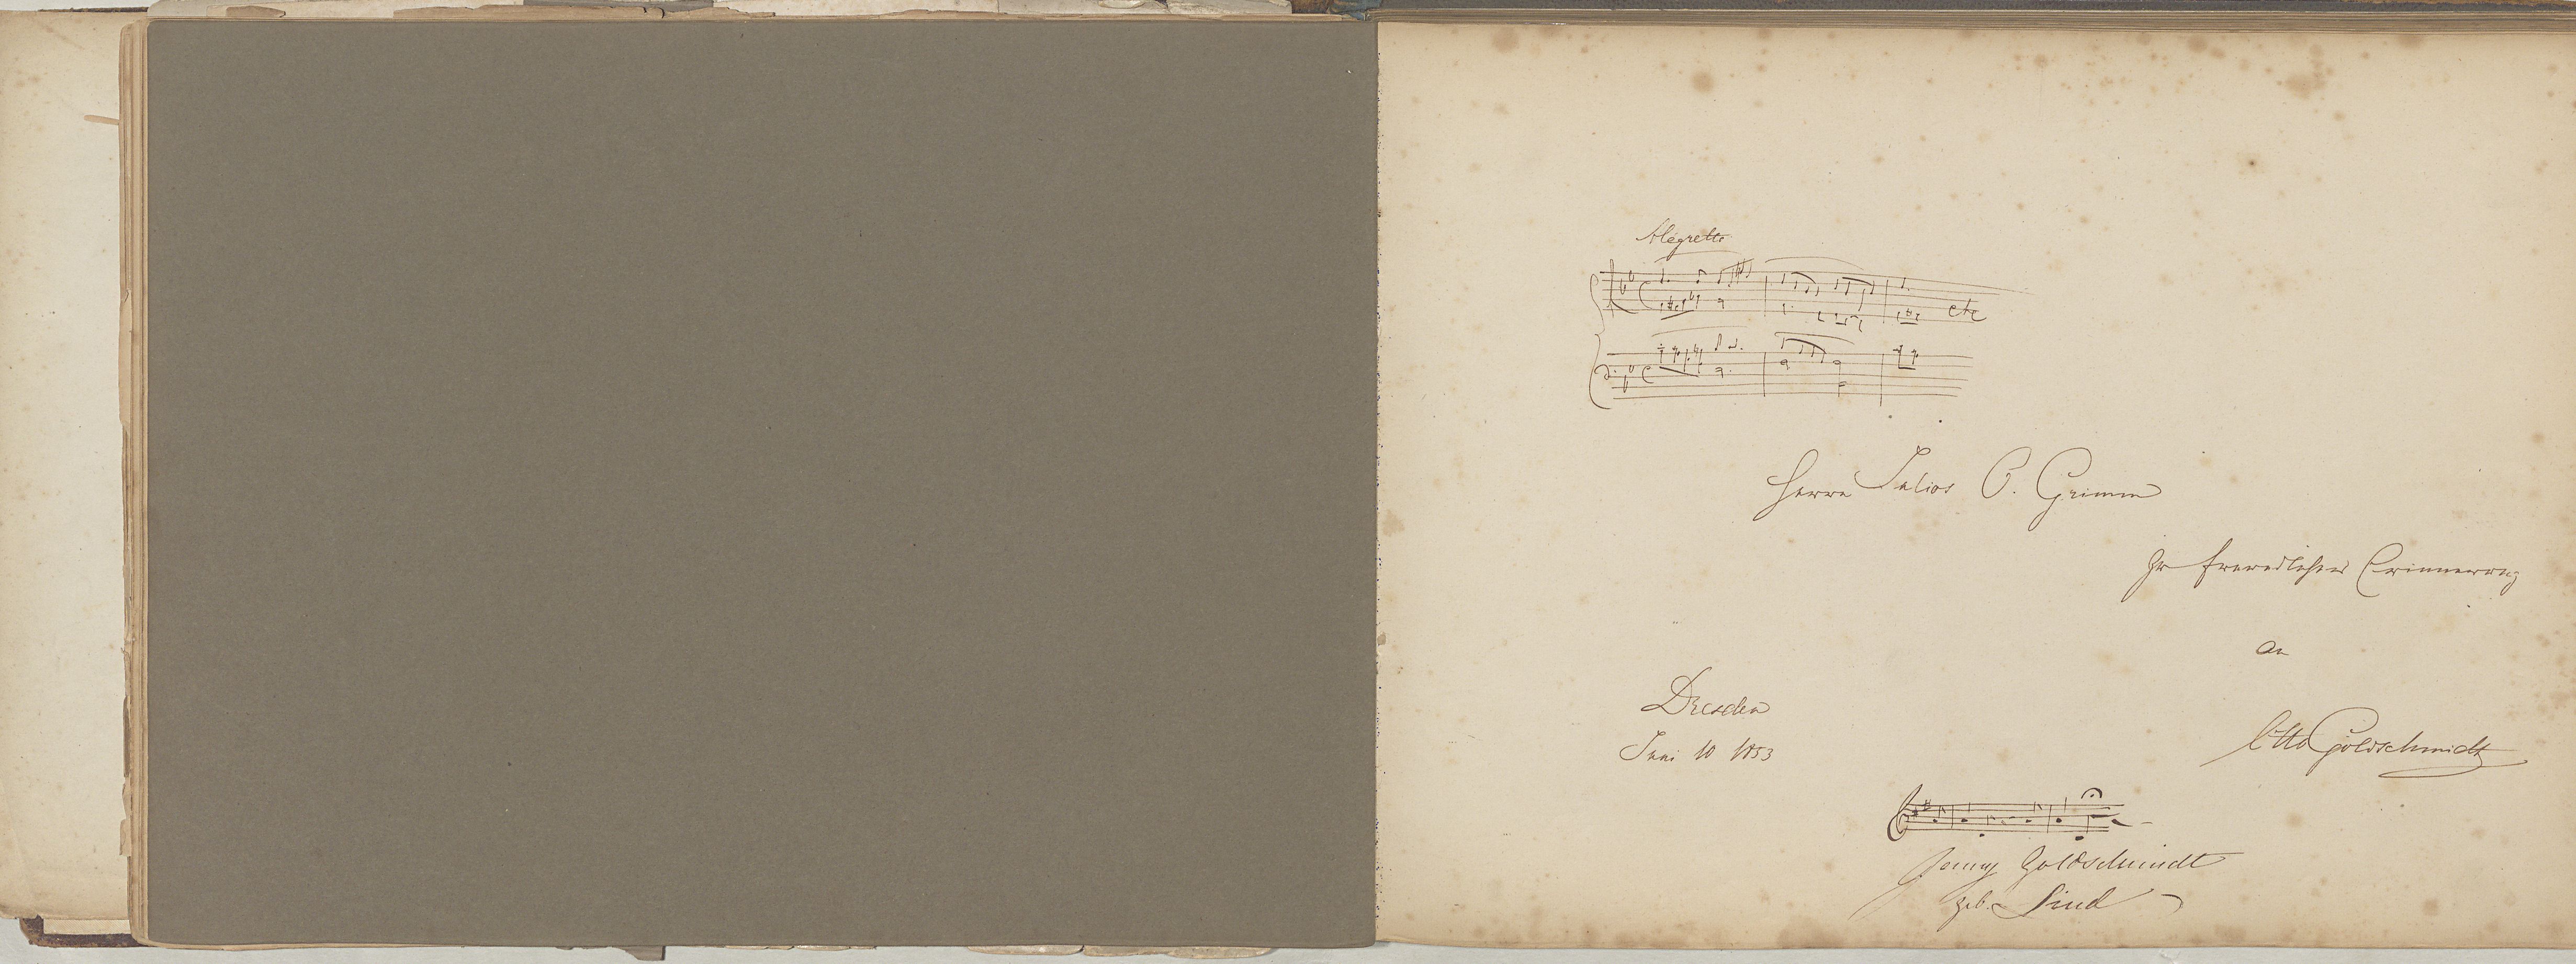 Allegretto
etc
Herrn Julius O. Grimm
zur freundlichen Erinnerung
an
Otto Goldschmidt
Dresden
Juni 10 1853
Jenny Goldschmidt
geb. Lind